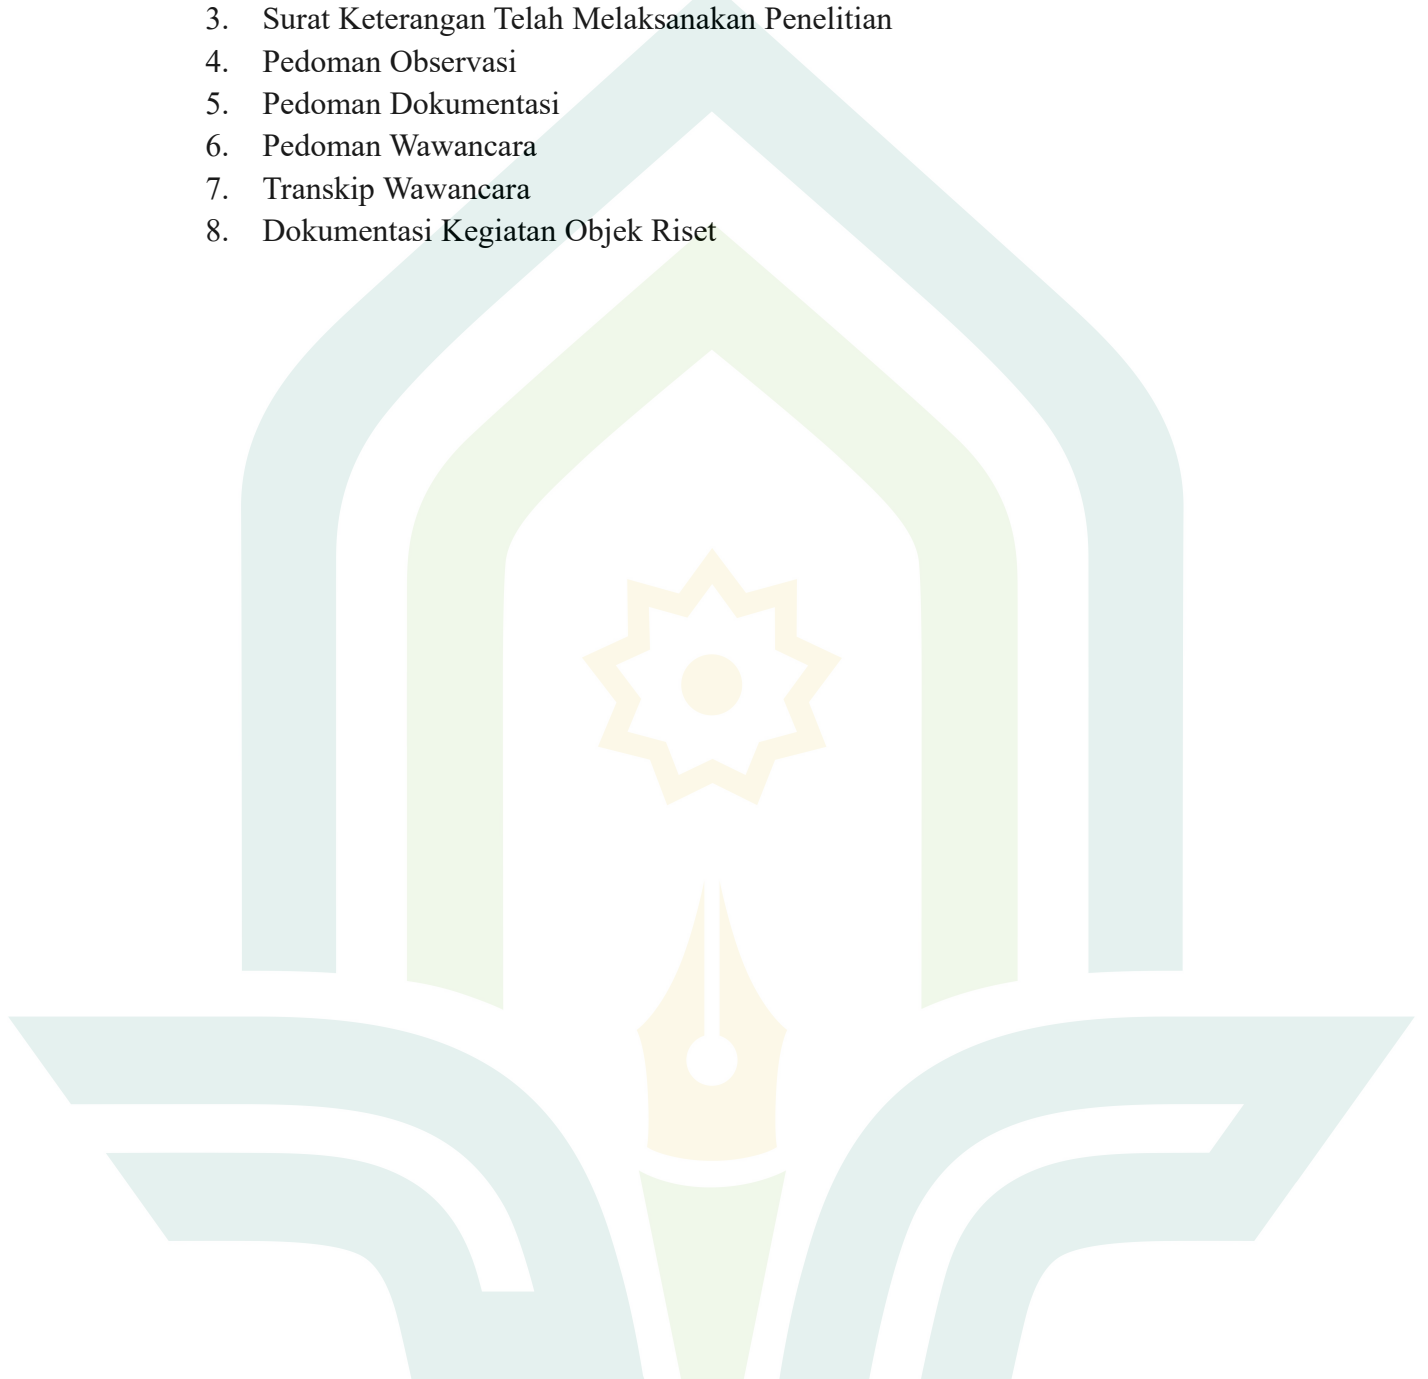 3. Surat Keterangan Telah Melaksanakan Penelitian
4. Pedoman Observasi
5. Pedoman Dokumentasi
6. Pedoman Wawancara
7. Transkip Wawancara
8. Dokumentasi Kegiatan Objek Riset